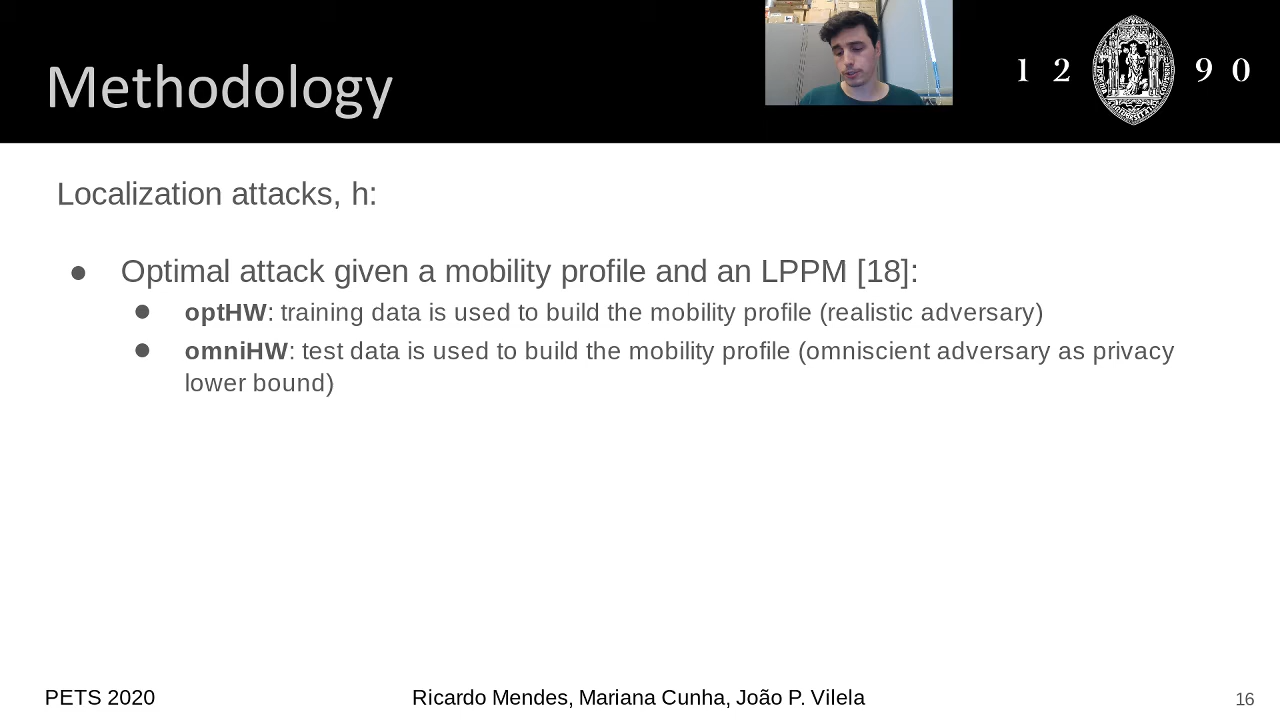 Methodology
1 2 9 0
Localization attacks, h:
● Optimal attack given a mobility profile and an LPPM [18]:
● optHW: training data is used to build the mobility profile (realistic adversary)
● omniHW: test data is used to build the mobility profile (omniscient adversary as privacy
lower bound)
PETS 2020
Ricardo Mendes, Mariana Cunha, João P. Vilela
16